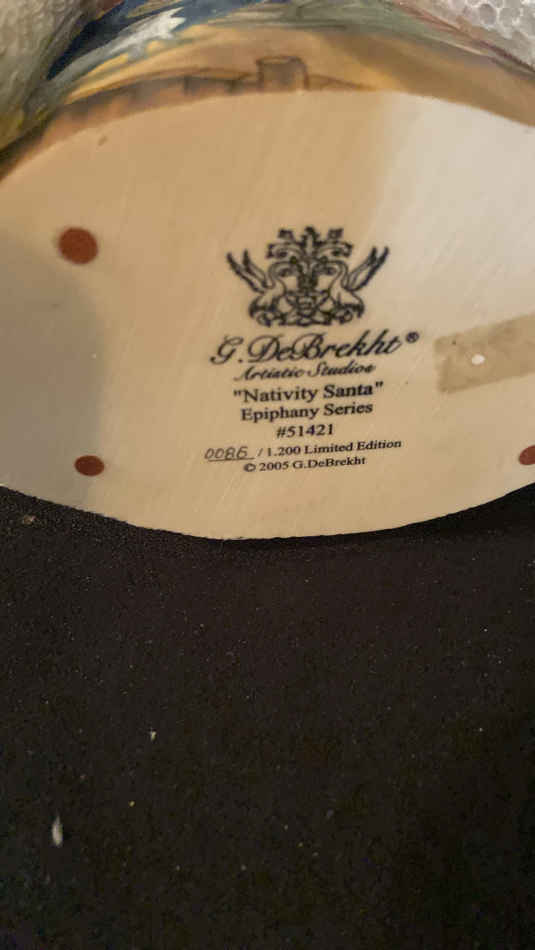 G.DeBrekht®
Artistic Studios
"Nativity Santa"
Epiphany Series
#51421
0086 / 1.200 Limited Edition
© 2005 G.DeBrekht